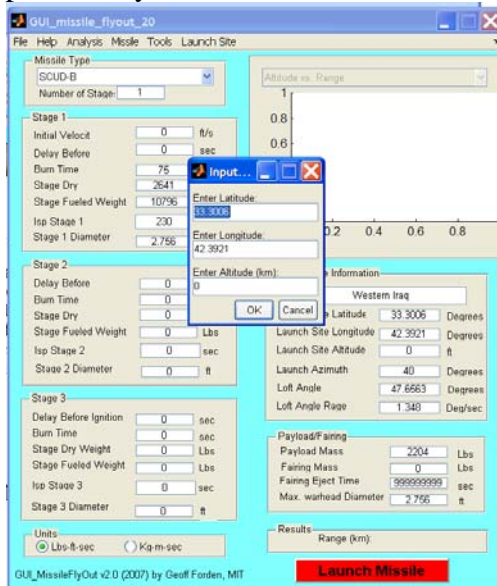 GUI_missile_flyout_20
File Help Analysis Missle Tools Launch Site
Missile Type
SCUD-B
Number of Stage: 1
Altitude vs. Range
1
0.8
0.6
0.2 0.4 0.6 0.8
Stage 1
Initial Velocit 0 ft/s
Delay Before 0 sec
Burn Time 75
Stage Dry 2641
Stage Fueled Weight 10796
Isp Stage 1 230
Stage 1 Diameter 2.756
Input...
Enter Latitude:
33.3006
Enter Longitude:
42.3921
Enter Altitude (km):
0
OK Cancel
Stage 2
Delay Before 0
Burn Time 0
Stage Dry 0
Stage Fueled Weight 0 Lbs
Isp Stage 2 0 sec
Stage 2 Diameter 0 ft
Information
Western Iraq
Latitude 33.3006 Degrees
Launch Site Longitude 42.3921 Degrees
Launch Site Altitude 0 ft
Launch Azimuth 40 Degrees
Loft Angle 47.6663 Degrees
Loft Angle Rage 1.348 Deg/sec
Stage 3
Delay Before Ignition 0 sec
Burn Time 0 sec
Stage Dry Weight 0 Lbs
Stage Fueled Weight 0 Lbs
Isp Stage 3 0 sec
Stage 3 Diameter 0 ft
Payload/Fairing
Payload Mass 2204 Lbs
Fairing Mass 0 Lbs
Fairing Eject Time 999999999 sec
Max. warhead Diameter 2.756 ft
Units
Lbs-ft-sec Kg-m-sec
Results
Range (km):
GUI_MissileFlyOut v2.0 (2007) by Geoff Forden, MIT
Launch Missile